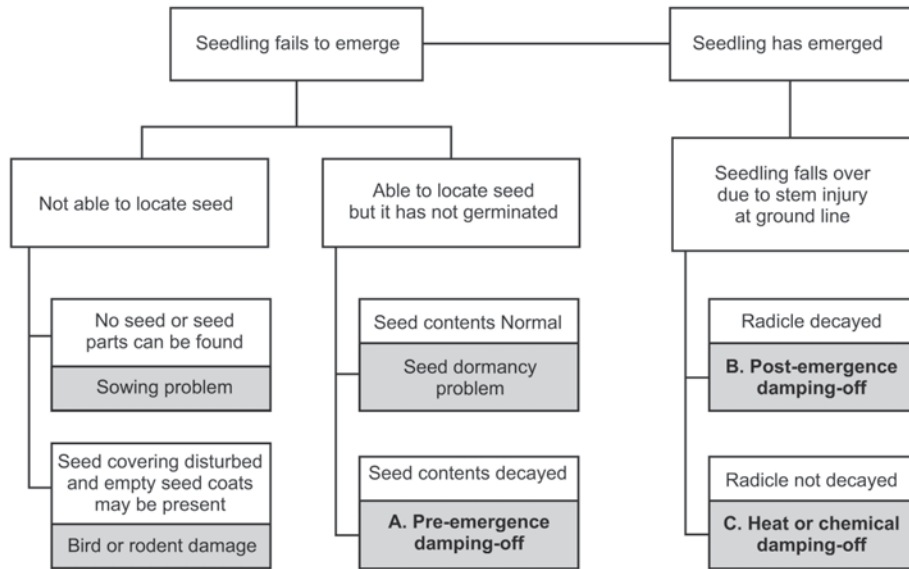 Seedling fails to emerge
Seedling has emerged
Not able to locate seed
Able to locate seed
but it has not germinated
Seedling falls over
due to stem injury
at ground line
No seed or seed
parts can be found
Sowing problem
Seed covering disturbed
and empty seed coats
may be present
Bird or rodent damage
Seed contents Normal
Seed dormancy
problem
Seed contents decayed
A. Pre-emergence
damping-off
Radicle decayed
B. Post-emergence
damping-off
Radicle not decayed
C. Heat or chemical
damping-off